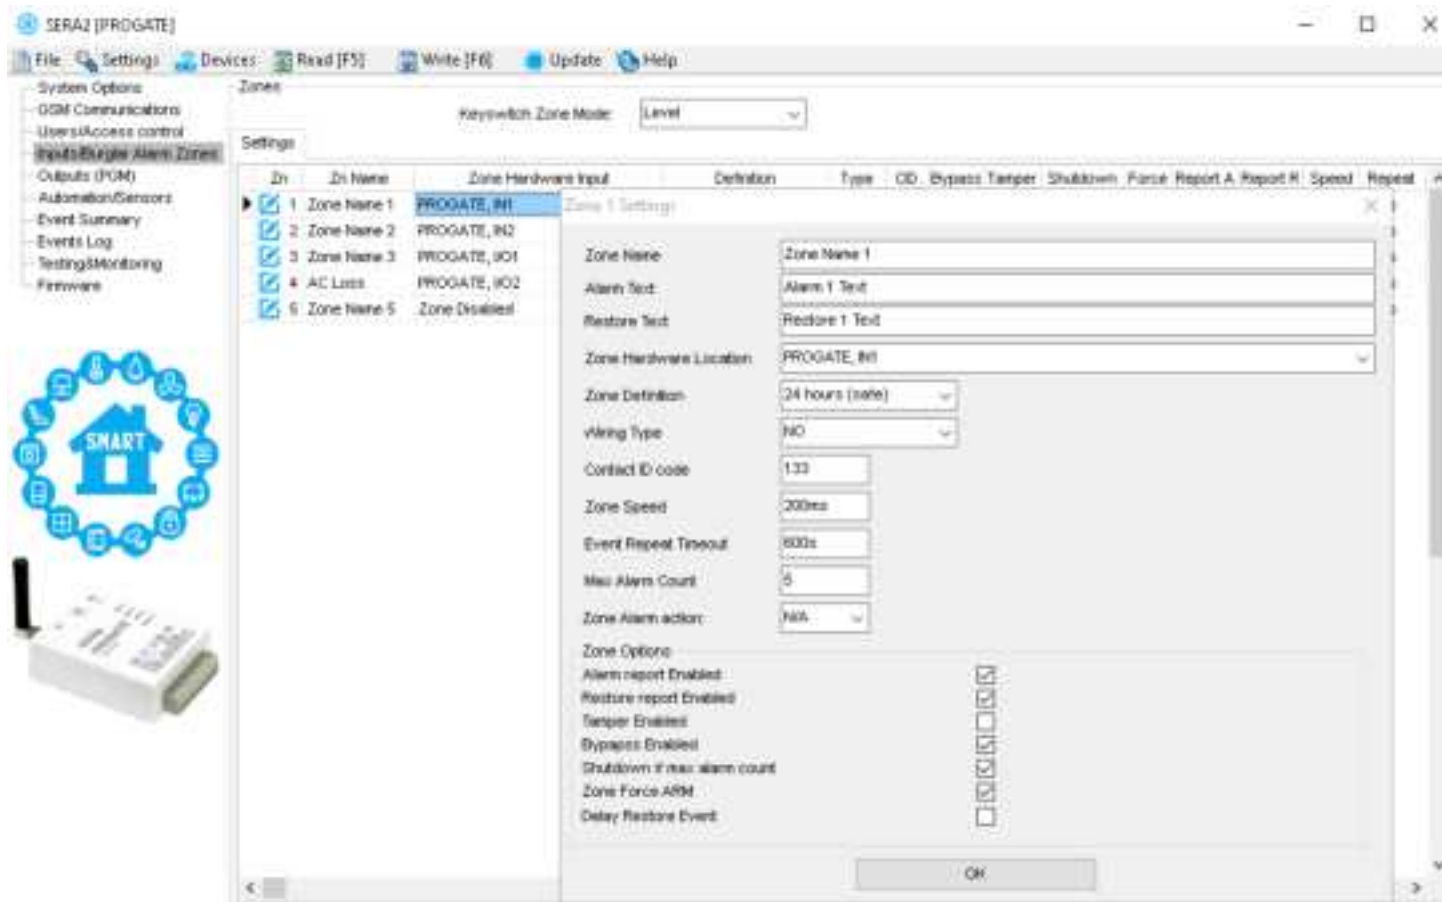 SERA2 [PROGATE]
File Settings Devices Read [F5] Write [F6] Update Help
System Options
GSM Communications
Users/Access control
Inputs/Burglar Alarm Zones
Outputs (PGM)
Automation/Sensors
Event Summary
Events Log
Testing&Monitoring
Firmware
SMART
Zones
Keyswitch Zone Mode: Level
Settings
Zn Zn Name Zone Hardware Input Definition Type CID Bypass Tamper Shutdown Force Report A Report R Speed Repeat
1 Zone Name 1 PROGATE, IN1
2 Zone Name 2 PROGATE, IN2
3 Zone Name 3 PROGATE, I/O1
4 AC Loss PROGATE, I/O2
5 Zone Name 5 Zone Disabled
Zone 1 Settings
Zone Name Zone Name 1
Alarm Text Alarm 1 Text
Restore Text Restore 1 Text
Zone Hardware Location PROGATE, IN1
Zone Definition 24 hours (safe)
Wiring Type NO
Contact ID code 133
Zone Speed 200ms
Event Repeat Timeout 600s
Max Alarm Count 5
Zone Alarm action: N/A
Zone Options
Alarm report Enabled
Restore report Enabled
Tamper Enabled
Bypapss Enabled
Shutdown if max alarm count
Zone Force ARM
Delay Restore Event
OK